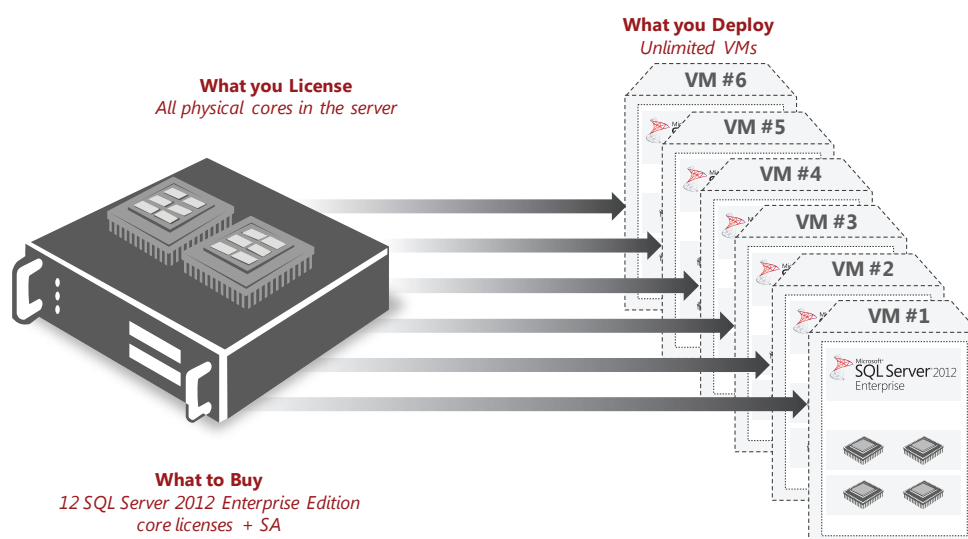 What you Deploy
Unlimited VMs
What you License
All physical cores in the server
VM #6
VM #5
VM #4
VM #3
VM #2
VM #1
Microsoft
SQL Server 2012
Enterprise
What to Buy
12 SQL Server 2012 Enterprise Edition
core licenses + SA